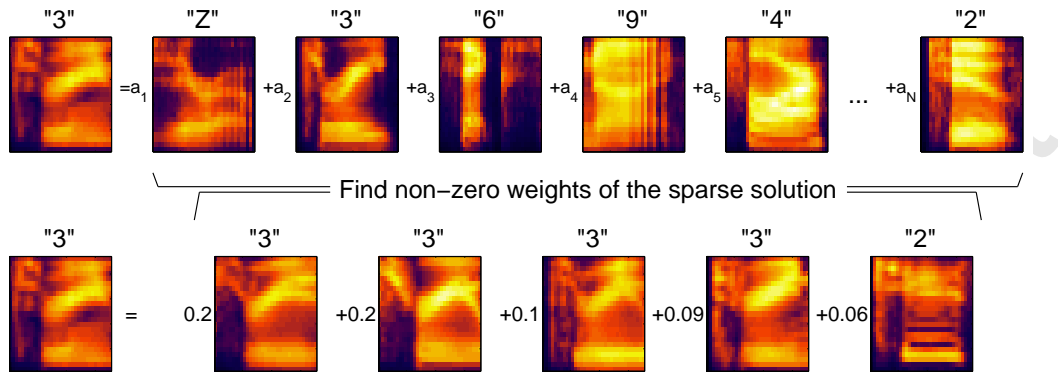 "3" "Z" "3" "6" "9" "4" "2"
=a1 +a2 +a3 +a4 +a5 ... +aN
Find non−zero weights of the sparse solution
"3" "3" "3" "3" "3" "2"
= 0.2 +0.2 +0.1 +0.09 +0.06